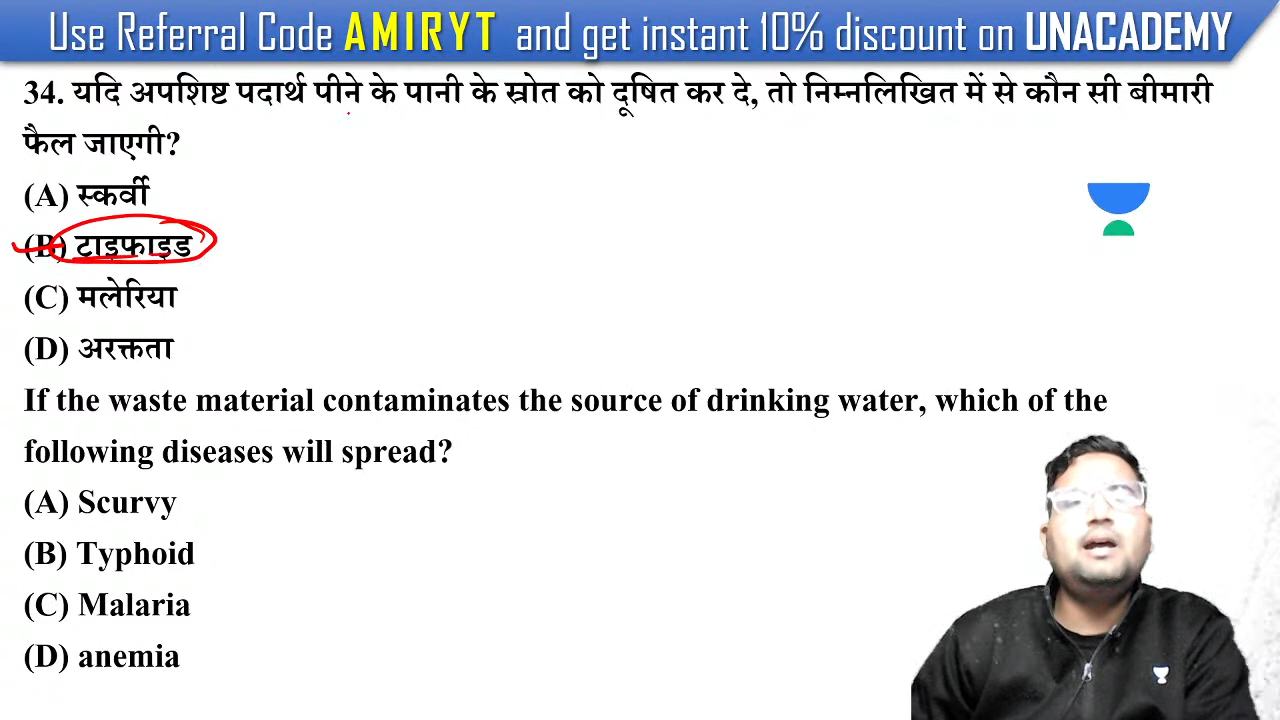 Use Referral Code AMIRYT and get instant 10% discount on UNACADEMY
34. यदि अपशिष्ट पदार्थ पीने के पानी के स्रोत को दूषित कर दे, तो निम्नलिखित में से कौन सी बीमारी
फैल जाएगी?
(A) स्कर्वी
(B) टाइफाइड
(C) मलेरिया
(D) अरक्तता
If the waste material contaminates the source of drinking water, which of the
following diseases will spread?
(A) Scurvy
(B) Typhoid
(C) Malaria
(D) anemia